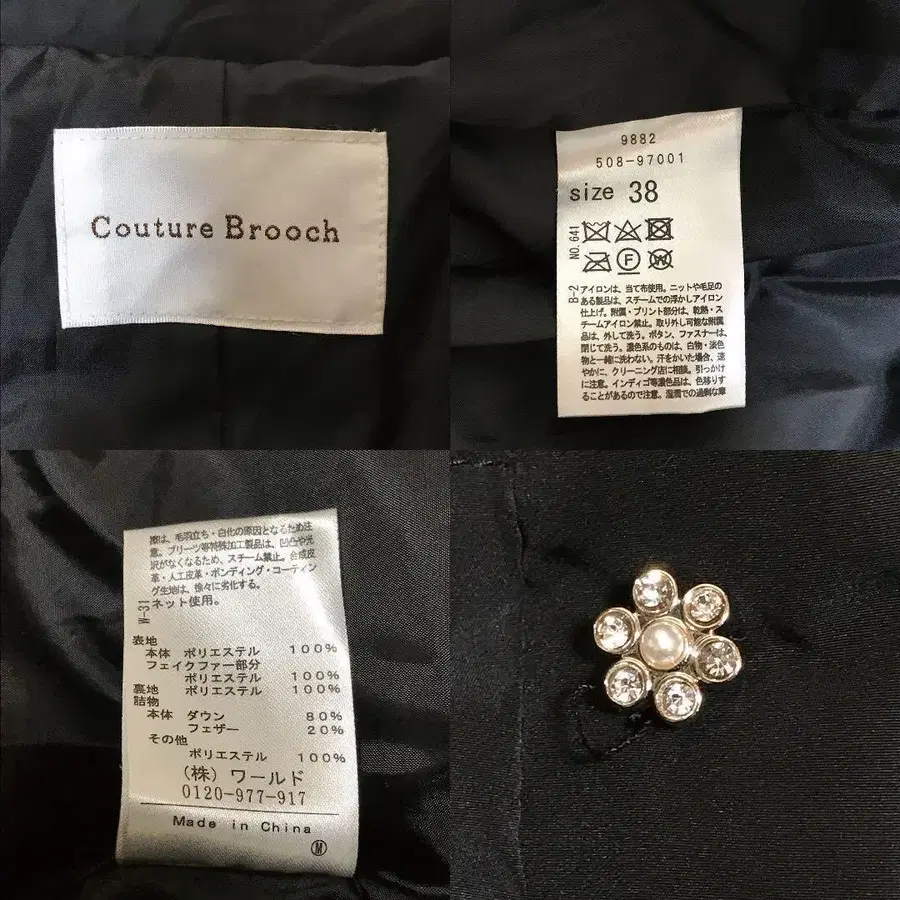 Couture Brooch
9882
508-97001
size 38
NO.641
B-2
アイロンは、当て布使用。ニットや毛足の
ある製品は、スチームでの浮かしアイロン
仕上げ。附属・プリント部分は、乾熱・ス
チームアイロン禁止。取り外し可能な附属
品は、外して洗う。ボタン、ファスナーは
閉じて洗う。濃色系のものは、白物・淡色
物と一緒に洗わない。汗をかいた場合、速
やかに、クリーニング店に相談。引っかけ
に注意。インディゴ等濃色品は、色移りす
ることがあるので注意。湿潤での過剰な摩
擦は、毛羽立ち・白化の原因となるため注
意。プリーツ等特殊加工製品は、凹凸や光
沢がなくなるため、スチーム禁止。合成皮
革・人工皮革・ボンディング・コーティン
グ生地は、徐々に劣化する。
W-31
ネット使用。
表地
本体 ポリエステル 100%
フェイクファー部分
ポリエステル 100%
裏地 ポリエステル 100%
詰物
本体 ダウン 80%
フェザー 20%
その他
ポリエステル 100%
(株) ワールド
0120-977-917
Made in China
M